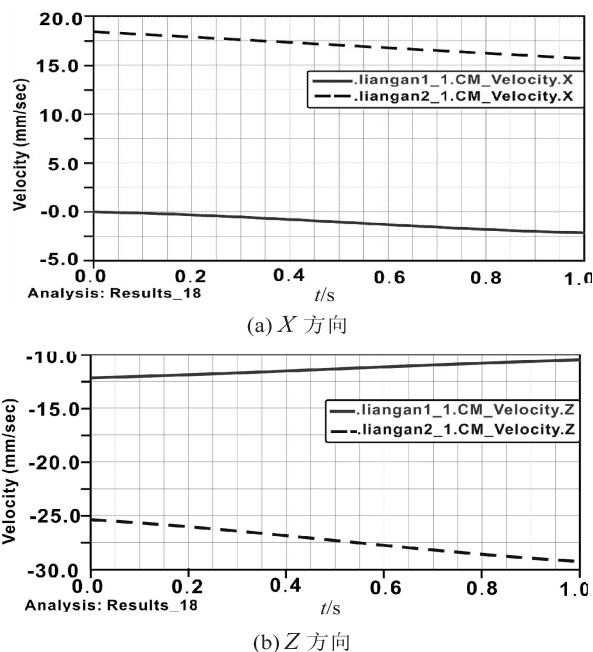 20.0
15.0
10.0
5.0
-0.0
-5.0
Velocity (mm/sec)
.liangan1_1.CM_Velocity.X
.liangan2_1.CM_Velocity.X
0.0 0.2 0.4 0.6 0.8 1.0
Analysis: Results_18
t/s
(a) X 方向
-10.0
-15.0
-20.0
-25.0
-30.0
Velocity (mm/sec)
.liangan1_1.CM_Velocity.Z
.liangan2_1.CM_Velocity.Z
0.0 0.2 0.4 0.6 0.8 1.0
Analysis: Results_18
t/s
(b) Z 方向